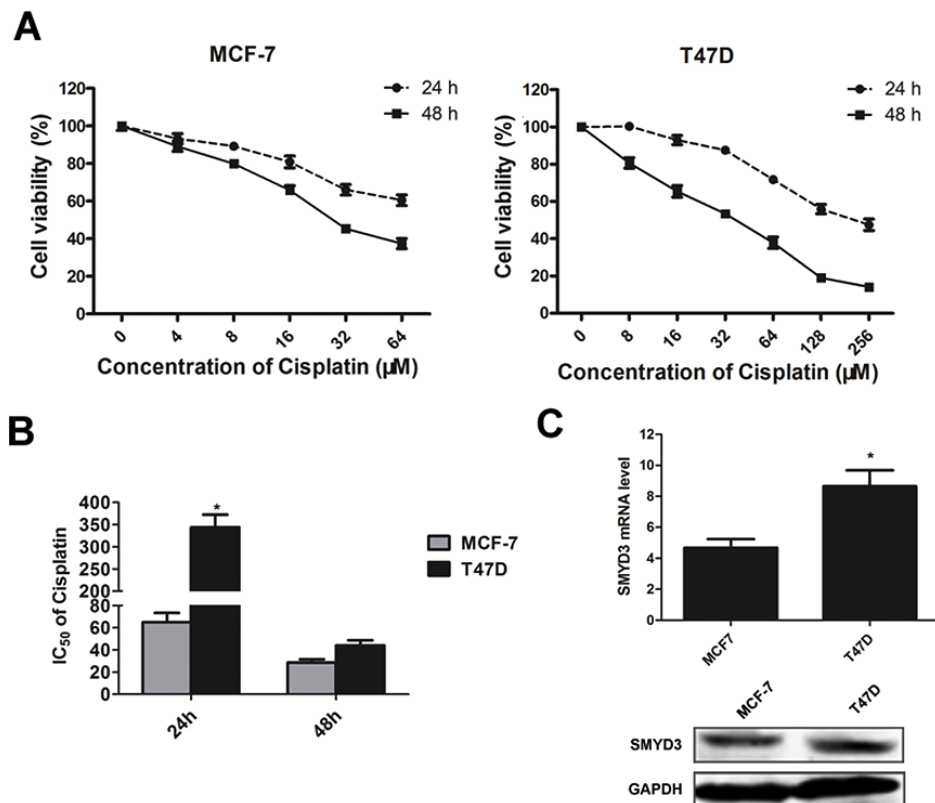 A
MCF-7
120
100
80
60
40
20
0
Cell viability (%)
24 h
48 h
0 4 8 16 32 64
Concentration of Cisplatin (µM)
T47D
120
100
80
60
40
20
0
Cell viability (%)
24 h
48 h
0 8 16 32 64 128 256
Concentration of Cisplatin (µM)
B
400
350
300
250
200
80
60
40
20
0
IC50 of Cisplatin
*
MCF-7
T47D
24h 48h
C
12
10
8
6
4
2
0
SMYD3 mRNA level
*
MCF7 T47D
MCF-7 T47D
SMYD3
GAPDH